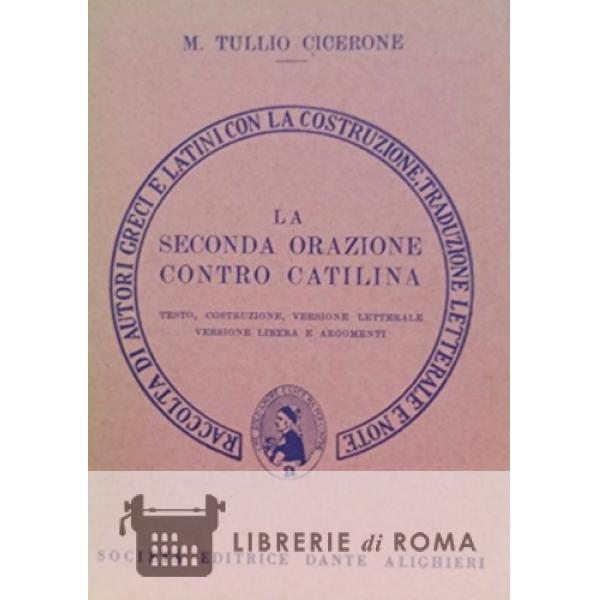 M. TULLIO CICERONE
RACCOLTA DI AUTORI GRECI E LATINI CON LA COSTRUZIONE, TRADUZIONE LETTERALE E NOTE
LA
SECONDA ORAZIONE
CONTRO CATILINA
TESTO, COSTRUZIONE, VERSIONE LETTERALE
VERSIONE LIBERA E ARGOMENTI
LIBRERIE di ROMA
EDITRICE DANTE ALIGHIERI